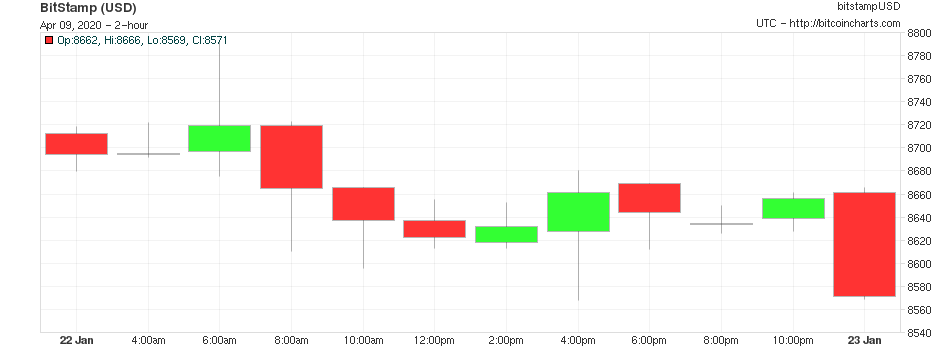 BitStamp (USD)
bitstampUSD
Apr 09, 2020 - 2-hour
UTC - http://bitcoincharts.com
Op:8662, Hi:8666, Lo:8569, Cl:8571
8800
8780
8760
8740
8720
8700
8680
8660
8640
8620
8600
8580
8560
8540
22 Jan 4:00am 6:00am 8:00am 10:00am 12:00pm 2:00pm 4:00pm 6:00pm 8:00pm 10:00pm 23 Jan